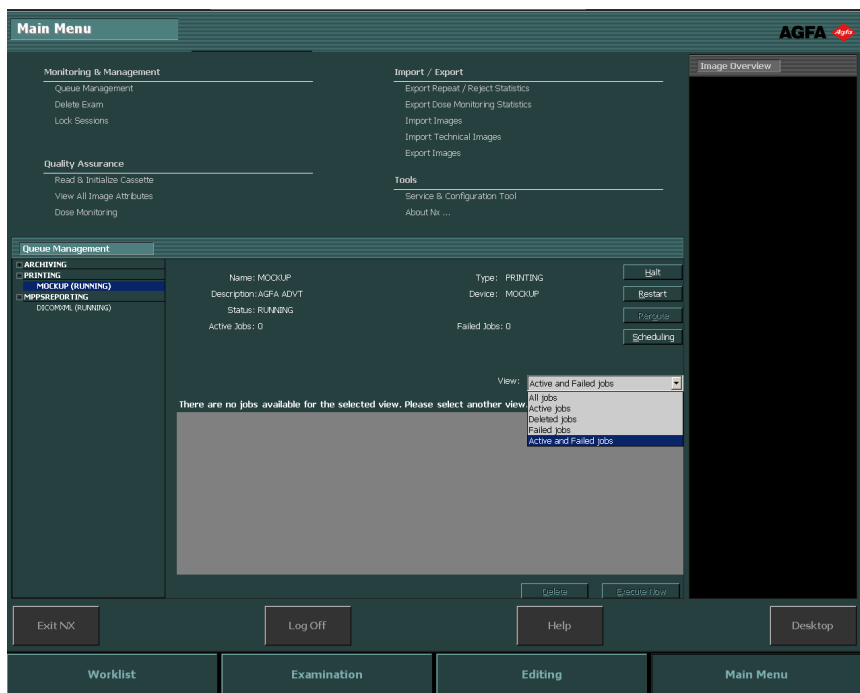 Main Menu
AGFA Agfa
Monitoring & Management
Queue Management
Delete Exam
Lock Sessions
Quality Assurance
Read & Initialize Cassette
View All Image Attributes
Dose Monitoring
Import / Export
Export Repeat / Reject Statistics
Export Dose Monitoring Statistics
Import Images
Import Technical Images
Export Images
Tools
Service & Configuration Tool
About Nx ...
Image Overview
Queue Management
ARCHIVING
PRINTING
MOCKUP (RUNNING)
MPPSREPORTING
DICOMXML (RUNNING)
Name: MOCKUP
Description: AGFA ADVT
Status: RUNNING
Active Jobs: 0
Type: PRINTING
Device: MOCKUP
Failed Jobs: 0
Halt
Restart
Reroute
Scheduling
View: Active and Failed jobs
All jobs
Active jobs
Deleted jobs
Failed jobs
Active and Failed jobs
There are no jobs available for the selected view. Please select another view
Delete
Execute Now
Exit NX
Log Off
Help
Desktop
Worklist
Examination
Editing
Main Menu